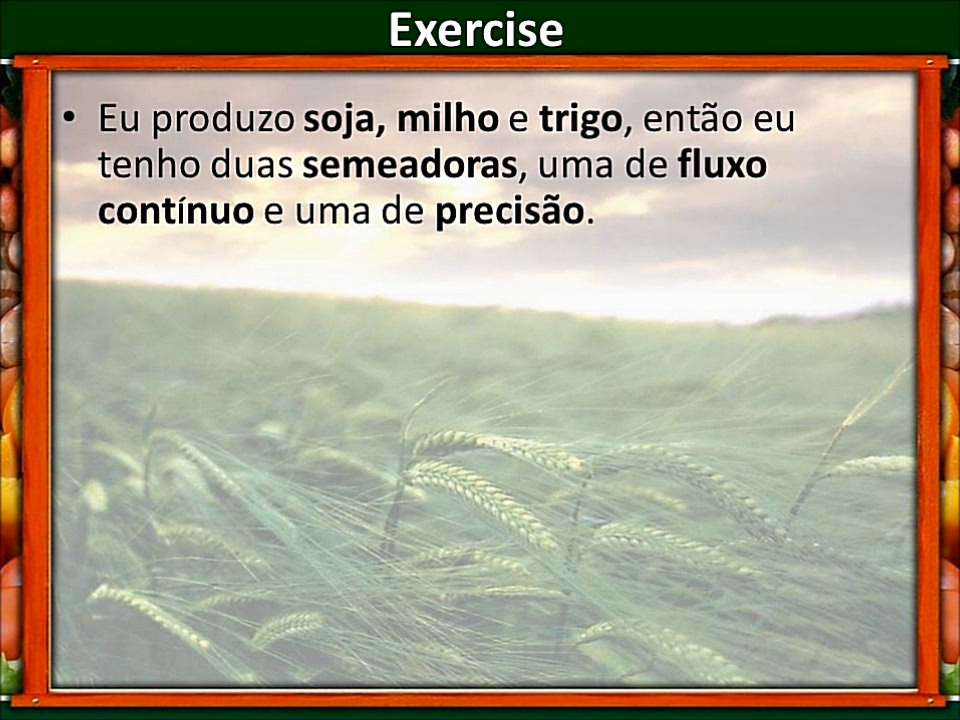 Exercise
• Eu produzo soja, milho e trigo, então eu
tenho duas semeadoras, uma de fluxo
contínuo e uma de precisão.